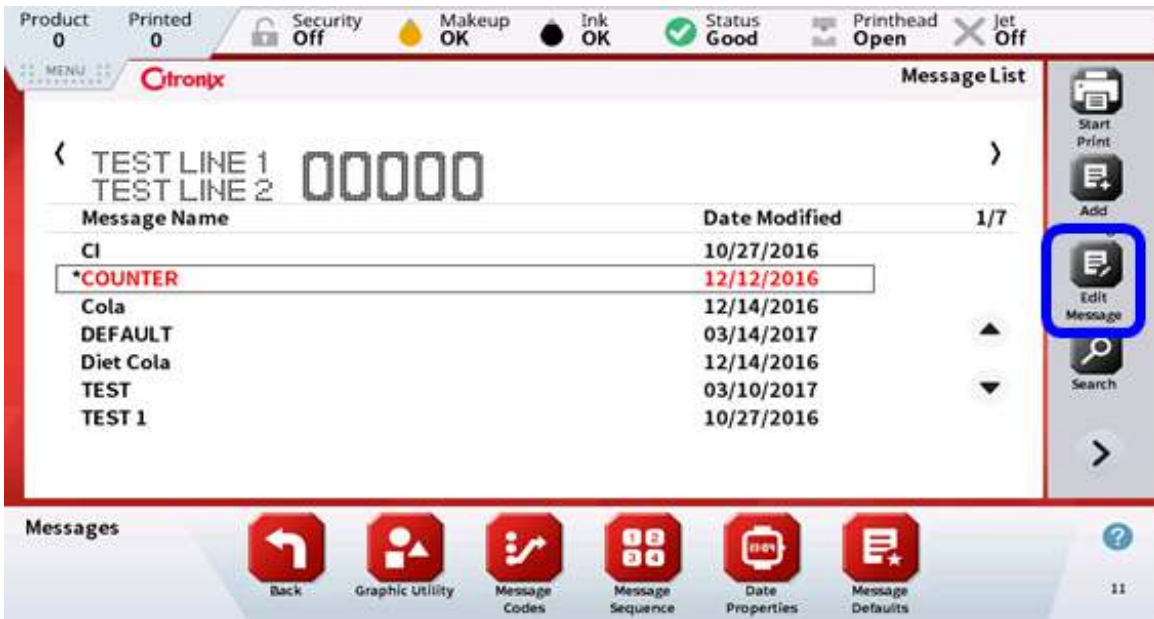 Product Printed Security Makeup Ink Status Printhead Jet
0 0 Off OK OK Good Open Off
MENU Citronix Message List
Start
Print
TEST LINE 1 00000
TEST LINE 2
Add
Message Name Date Modified 1/7
CI 10/27/2016
*COUNTER 12/12/2016
Cola 12/14/2016
DEFAULT 03/14/2017
Diet Cola 12/14/2016
TEST 03/10/2017
TEST 1 10/27/2016
Edit
Message
Search
Messages
Back Graphic Utility Message Message Date Message
Codes Sequence Properties Defaults
1 2
3 4
?
11